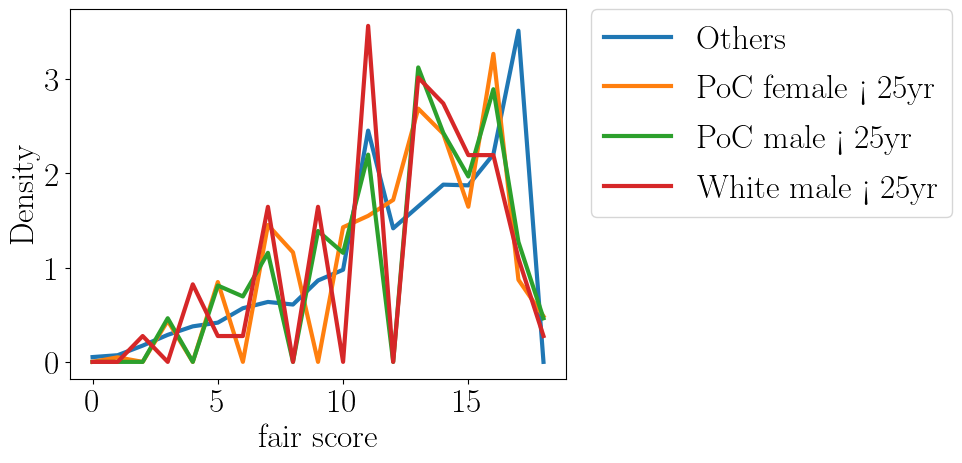 Density
3
2
1
0
0 5 10 15
fair score
Others
PoC female < 25yr
PoC male < 25yr
White male < 25yr